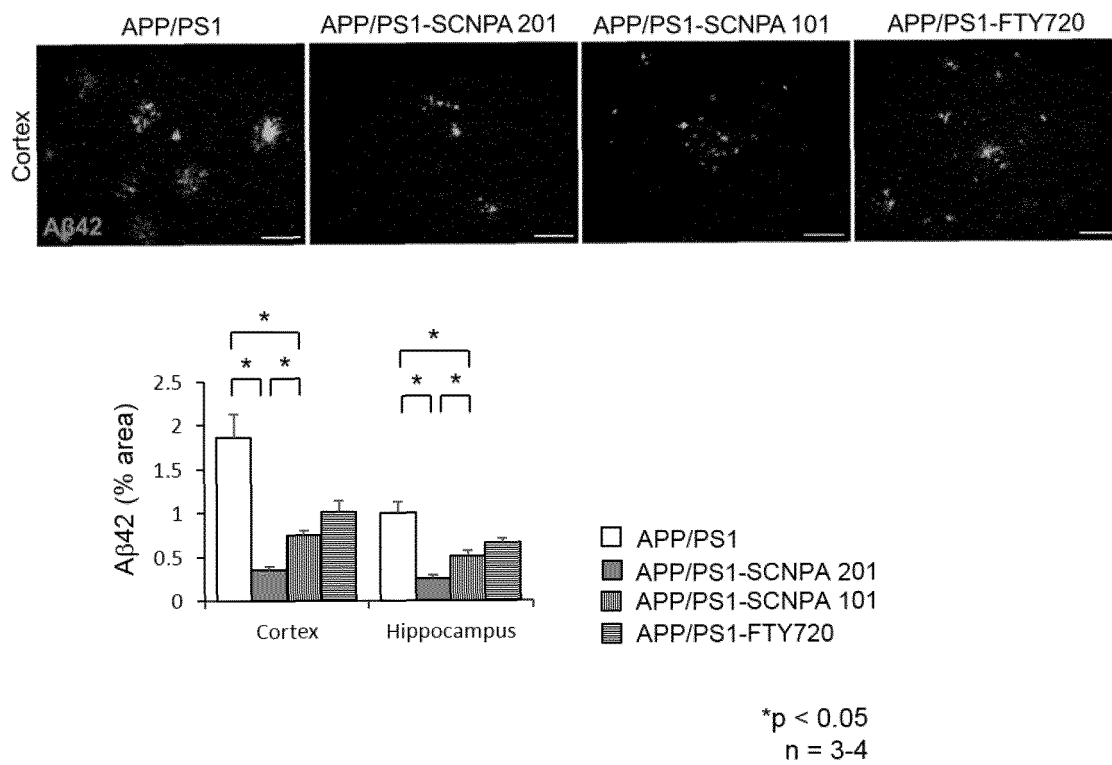 APP/PS1 APP/PS1-SCNPA 201 APP/PS1-SCNPA 101 APP/PS1-FTY720
Cortex
Aβ42
* *
* * * *
Aβ42 (% area)
2.5
2
1.5
1
0.5
0
Cortex Hippocampus
APP/PS1
APP/PS1-SCNPA 201
APP/PS1-SCNPA 101
APP/PS1-FTY720
*p < 0.05
n = 3-4